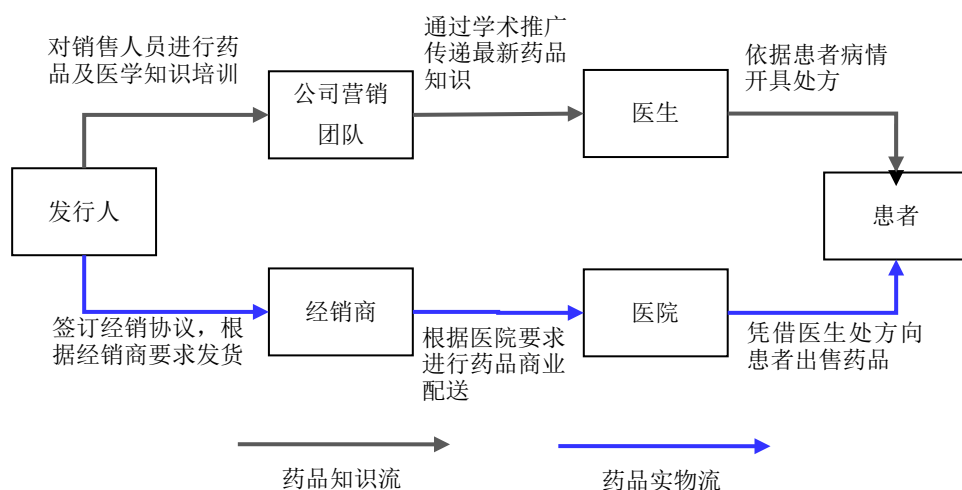 对销售人员进行药
品及医学知识培训
公司营销
团队
通过学术推广
传递最新药品
知识
医生
依据患者病情
开具处方
发行人
患者
签订经销协议，根
据经销商要求发货
经销商
根据医院要求
进行药品商业
配送
医院
凭借医生处方向
患者出售药品
药品知识流
药品实物流